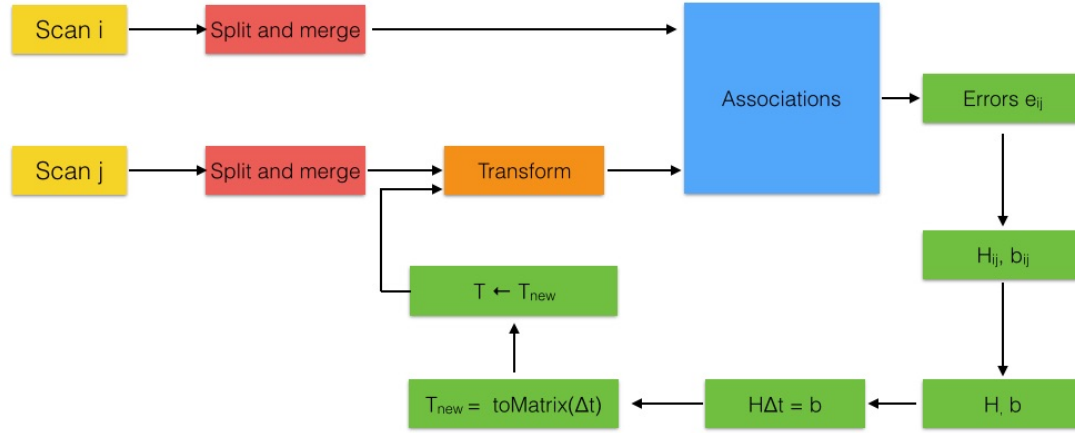 Scan i
Split and merge
Associations
Errors eᵢⱼ
Scan j
Split and merge
Transform
Hᵢⱼ, bᵢⱼ
T ← Tₙₑw
Tₙₑw = toMatrix(Δt)
HΔt = b
H, b